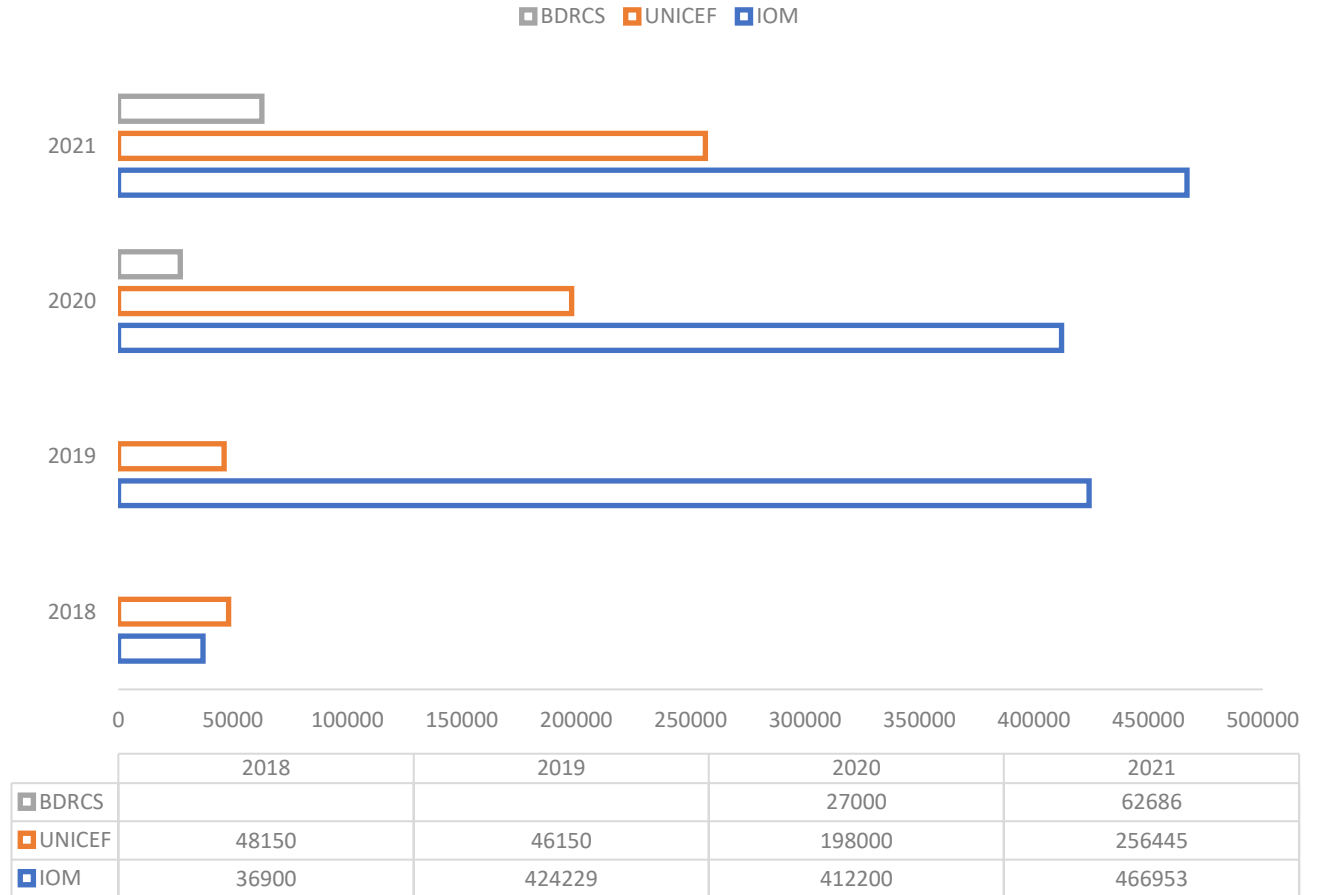 BDRCS UNICEF IOM
2021
2020
2019
2018
0 50000 100000 150000 200000 250000 300000 350000 400000 450000 500000
2018 2019 2020 2021
BDRCS 27000 62686
UNICEF 48150 46150 198000 256445
IOM 36900 424229 412200 466953